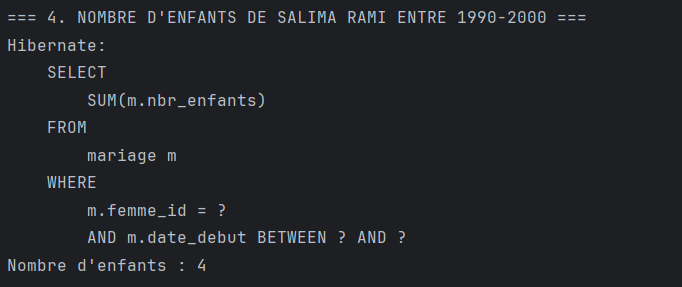 === 4. NOMBRE D'ENFANTS DE SALIMA RAMI ENTRE 1990-2000 ===
Hibernate:
    SELECT
        SUM(m.nbr_enfants)
    FROM
        mariage m
    WHERE
        m.femme_id = ?
        AND m.date_debut BETWEEN ? AND ?
Nombre d'enfants : 4